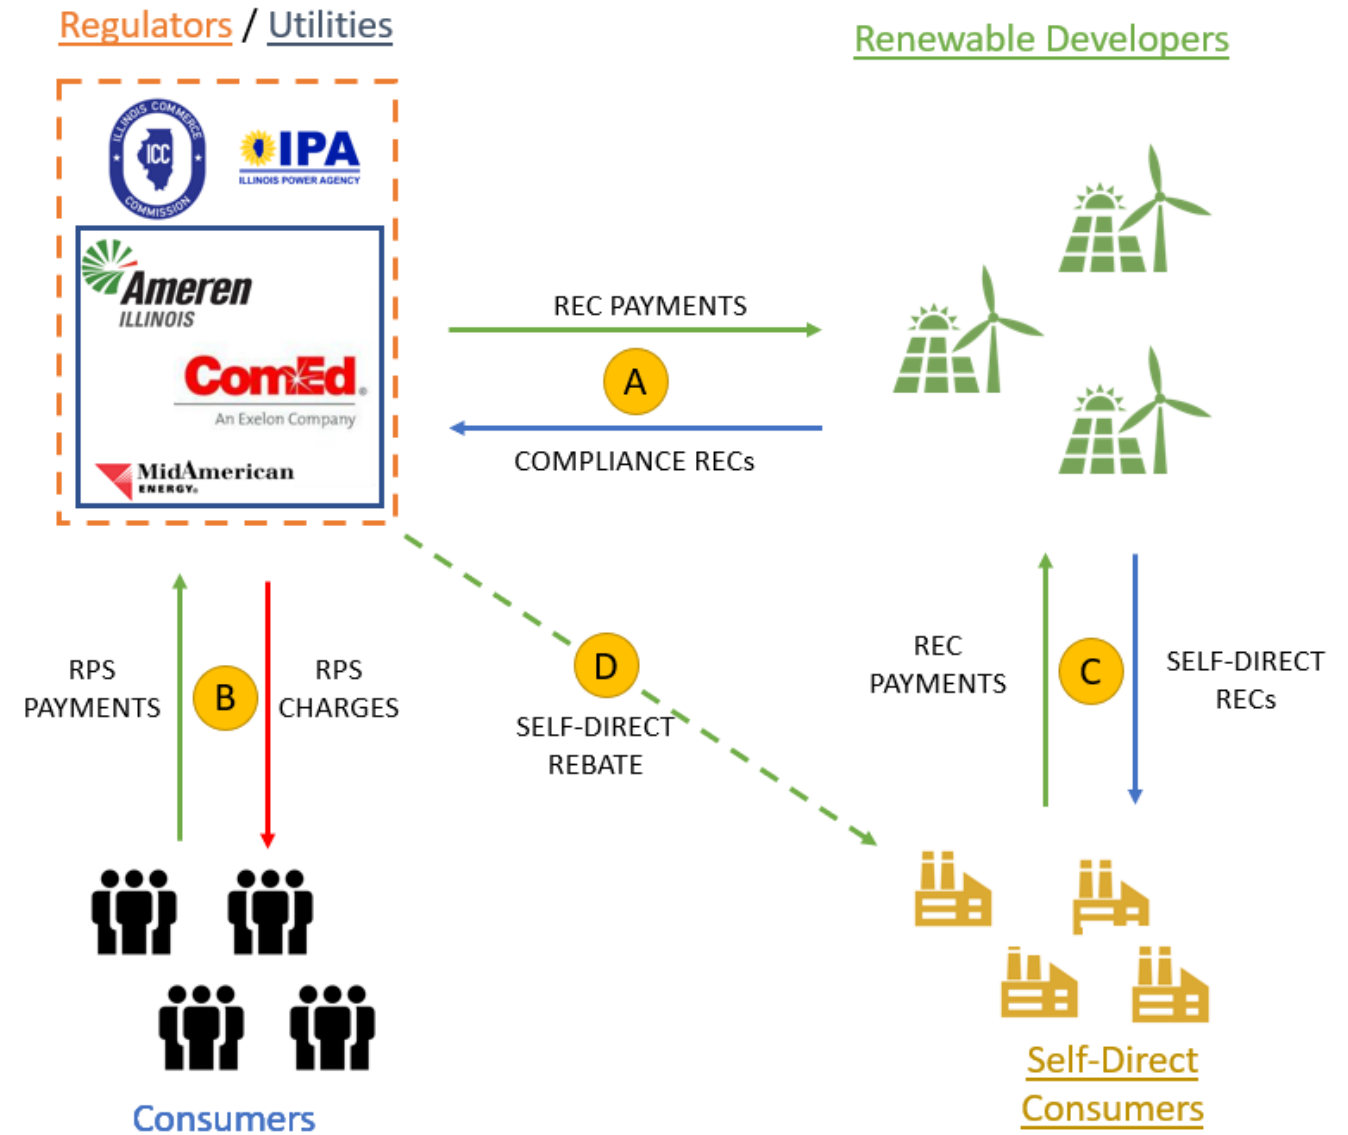 Regulators / Utilities
Renewable Developers
ILLINOIS COMMERCE
ICC
COMMISSION
IPA
ILLINOIS POWER AGENCY
Ameren
ILLINOIS
ComEd®
An Exelon Company
MidAmerican
ENERGY®
REC PAYMENTS
A
COMPLIANCE RECs
RPS
PAYMENTS
B
RPS
CHARGES
D
SELF-DIRECT
REBATE
REC
PAYMENTS
C
SELF-DIRECT
RECs
Consumers
Self-Direct
Consumers